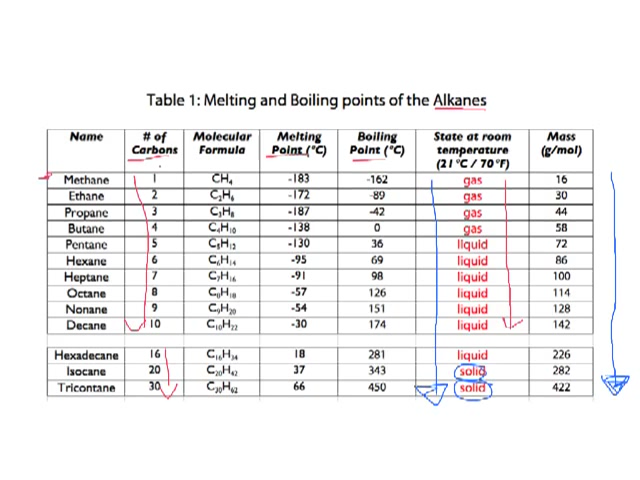 Table 1: Melting and Boiling points of the Alkanes
Name # of Carbons Molecular Formula Melting Point (°C) Boiling Point (°C) State at room temperature (21°C / 70°F) Mass (g/mol)
Methane 1 CH₄ -183 -162 gas 16
Ethane 2 C₂H₆ -172 -89 gas 30
Propane 3 C₃H₈ -187 -42 gas 44
Butane 4 C₄H₁₀ -138 0 gas 58
Pentane 5 C₅H₁₂ -130 36 liquid 72
Hexane 6 C₆H₁₄ -95 69 liquid 86
Heptane 7 C₇H₁₆ -91 98 liquid 100
Octane 8 C₈H₁₈ -57 126 liquid 114
Nonane 9 C₉H₂₀ -54 151 liquid 128
Decane 10 C₁₀H₂₂ -30 174 liquid 142
Hexadecane 16 C₁₆H₃₄ 18 281 liquid 226
Isocane 20 C₂₀H₄₂ 37 343 solid 282
Tricontane 30 C₃₀H₆₂ 66 450 solid 422